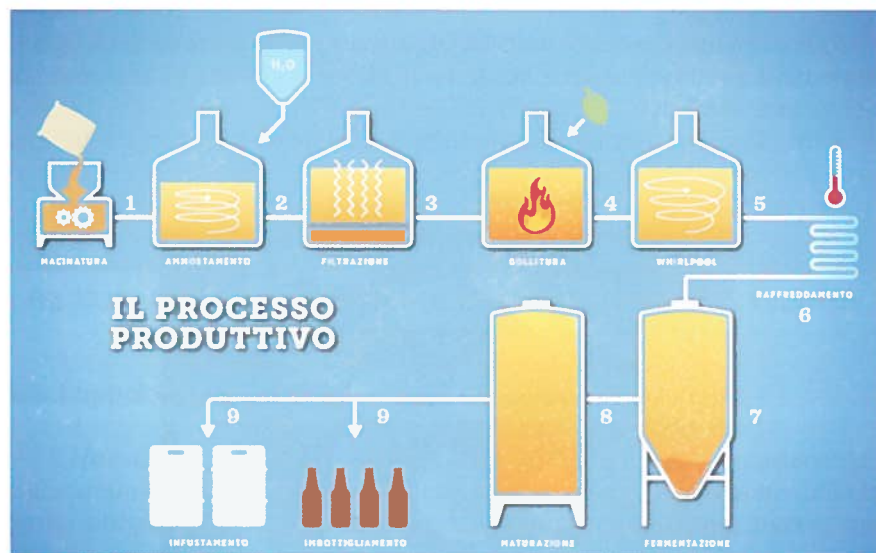 H₂O
1
2
3
4
5
MACINATURA
AMMOSTAMENTO
FILTRAZIONE
BOLLITURA
WHIRLPOOL
RAFFREDDAMENTO
6
IL PROCESSO
PRODUTTIVO
9
9
8
7
INFUSTAMENTO
IMBOTTIGLIAMENTO
MATURAZIONE
FERMENTAZIONE